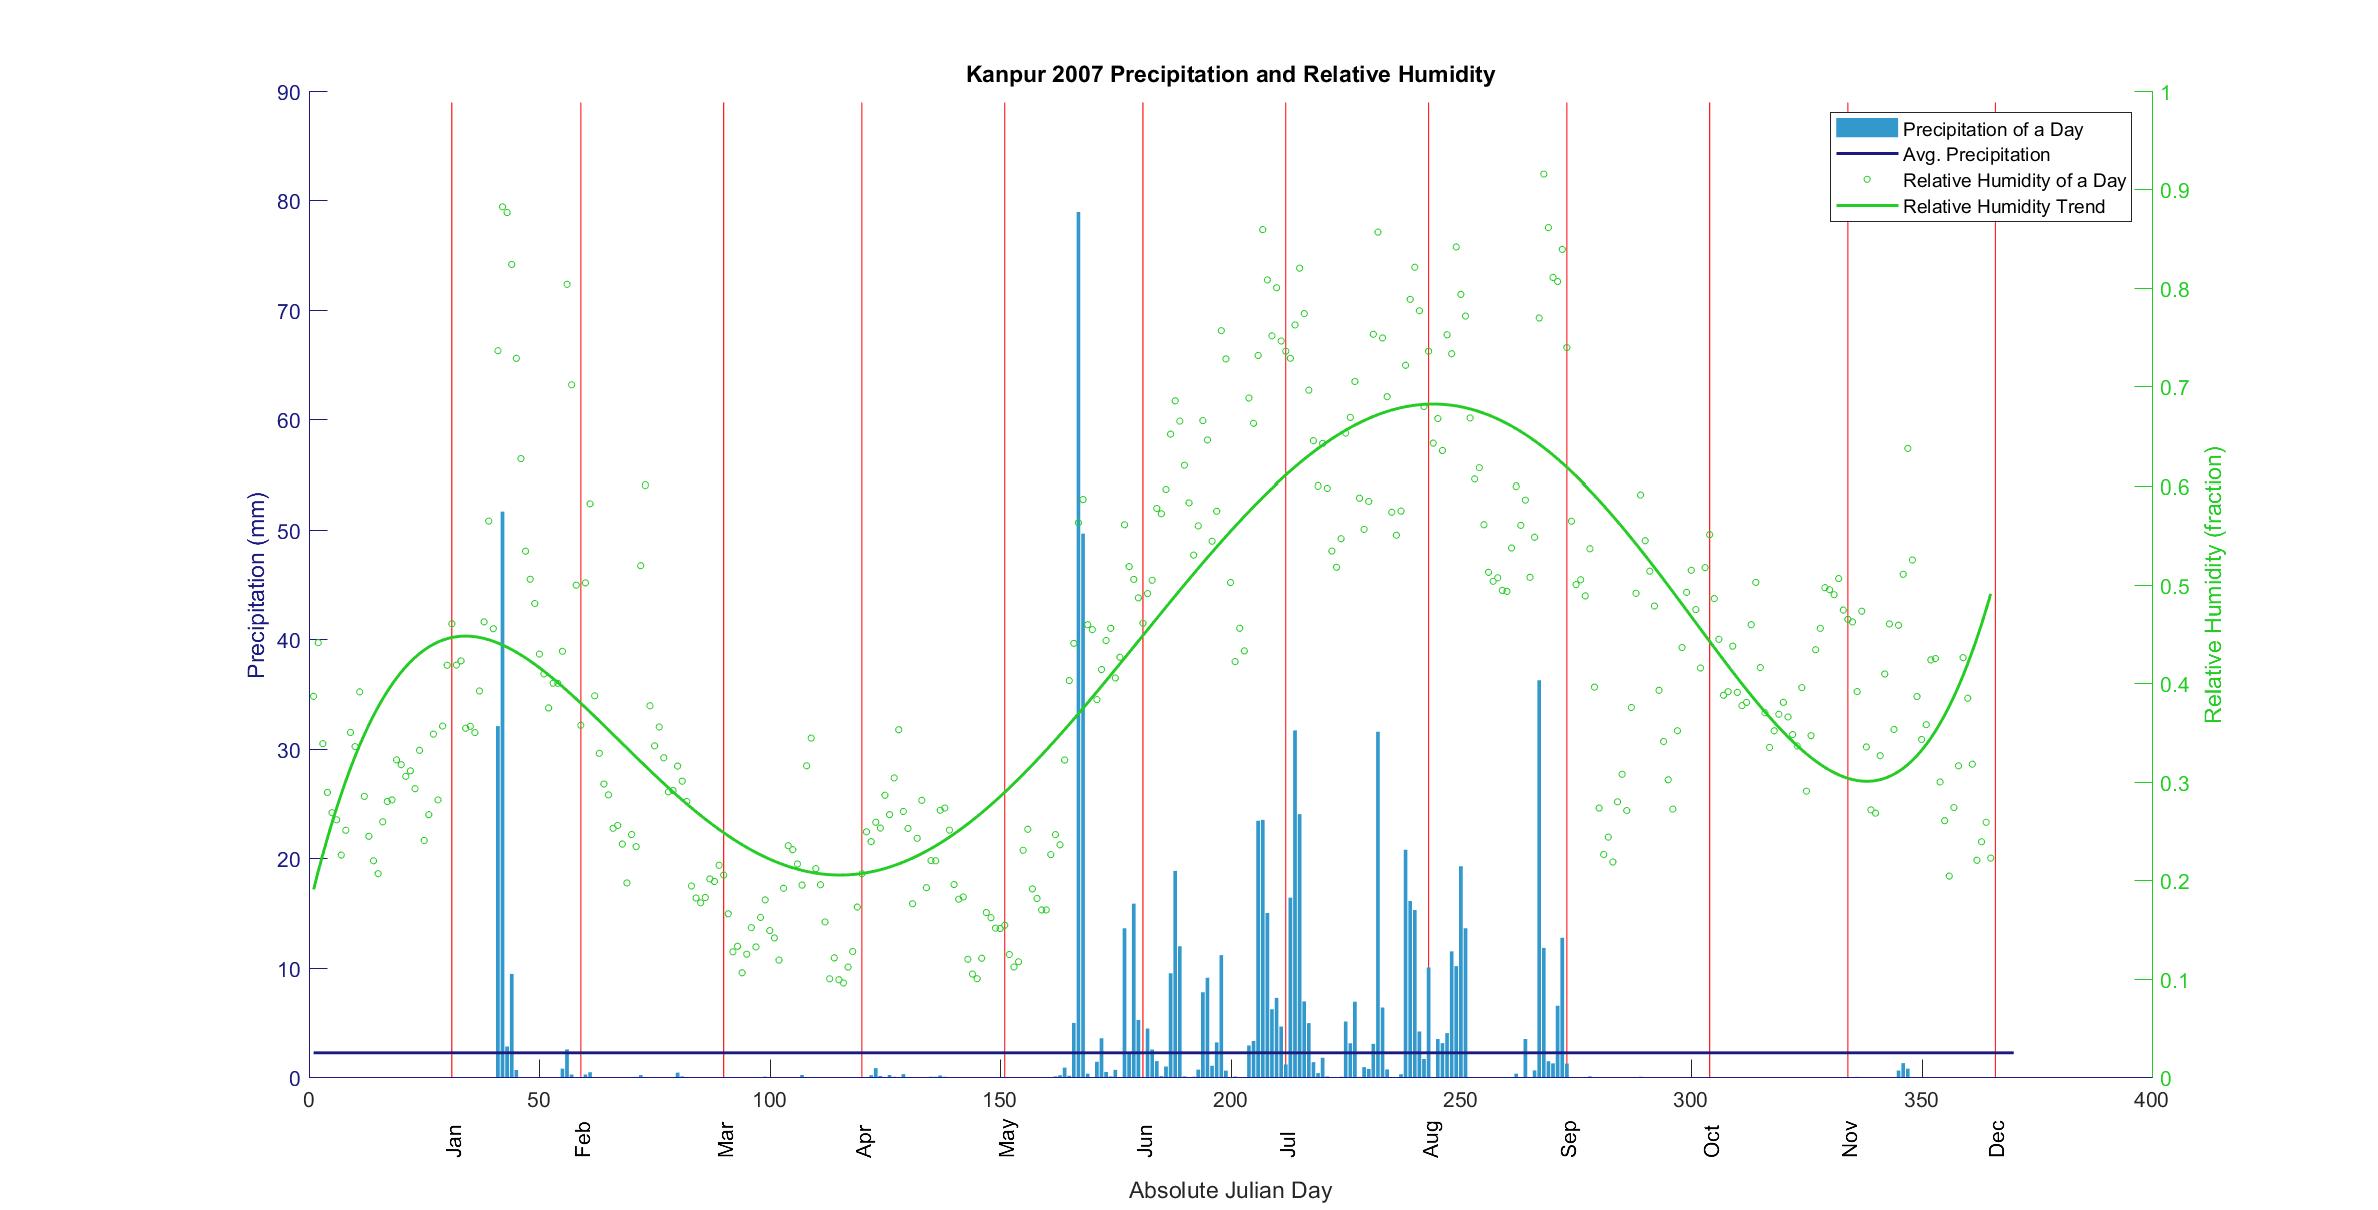 Kanpur 2007 Precipitation and Relative Humidity
90
80
70
60
50
40
30
20
10
0
Precipitation (mm)
1
0.9
0.8
0.7
0.6
0.5
0.4
0.3
0.2
0.1
0
Relative Humidity (fraction)
Precipitation of a Day
Avg. Precipitation
Relative Humidity of a Day
Relative Humidity Trend
0 50 100 150 200 250 300 350 400
Jan Feb Mar Apr May Jun Jul Aug Sep Oct Nov Dec
Absolute Julian Day